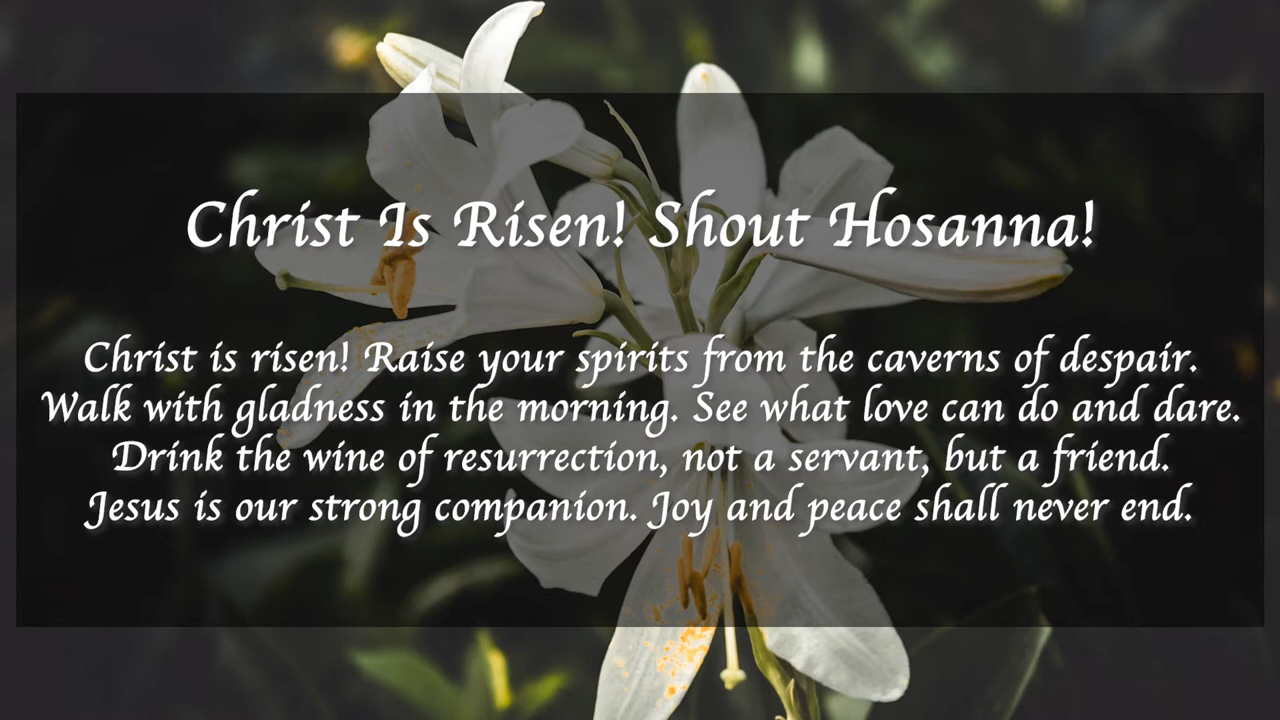 Christ Is Risen! Shout Hosanna!
Christ is risen! Raise your spirits from the caverns of despair.
Walk with gladness in the morning. See what love can do and dare.
Drink the wine of resurrection, not a servant, but a friend.
Jesus is our strong companion. Joy and peace shall never end.